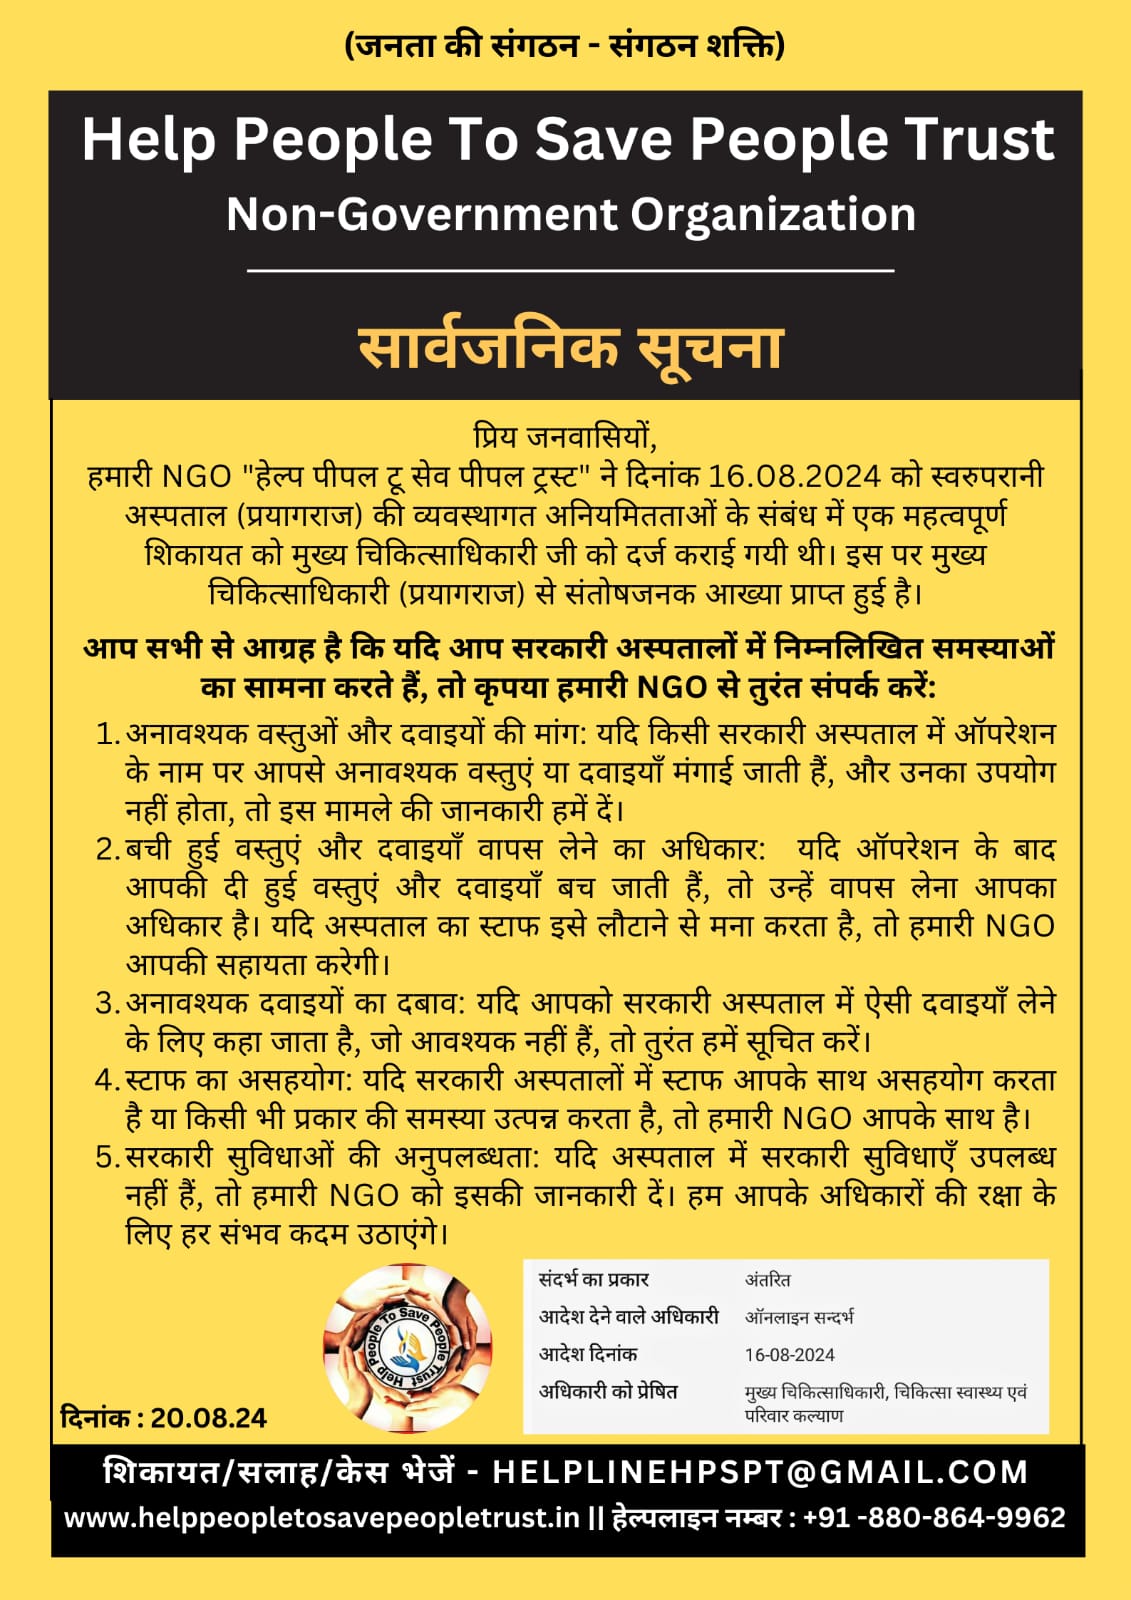 (जनता की संगठन - संगठन शक्ति)
Help People To Save People Trust
Non-Government Organization
सार्वजनिक सूचना
प्रिय जनवासियों,
हमारी NGO "हेल्प पीपल टू सेव पीपल ट्रस्ट" ने दिनांक 16.08.2024 को स्वरुपरानी
अस्पताल (प्रयागराज) की व्यवस्थागत अनियमितताओं के संबंध में एक महत्वपूर्ण
शिकायत को मुख्य चिकित्साधिकारी जी को दर्ज कराई गयी थी। इस पर मुख्य
चिकित्साधिकारी (प्रयागराज) से संतोषजनक आख्या प्राप्त हुई है।
आप सभी से आग्रह है कि यदि आप सरकारी अस्पतालों में निम्नलिखित समस्याओं
का सामना करते हैं, तो कृपया हमारी NGO से तुरंत संपर्क करें:
1. अनावश्यक वस्तुओं और दवाइयों की मांग: यदि किसी सरकारी अस्पताल में ऑपरेशन
के नाम पर आपसे अनावश्यक वस्तुएं या दवाइयाँ मंगाई जाती हैं, और उनका उपयोग
नहीं होता, तो इस मामले की जानकारी हमें दें।
2. बची हुई वस्तुएं और दवाइयाँ वापस लेने का अधिकार: यदि ऑपरेशन के बाद
आपकी दी हुई वस्तुएं और दवाइयाँ बच जाती हैं, तो उन्हें वापस लेना आपका
अधिकार है। यदि अस्पताल का स्टाफ इसे लौटाने से मना करता है, तो हमारी NGO
आपकी सहायता करेगी।
3. अनावश्यक दवाइयों का दबाव: यदि आपको सरकारी अस्पताल में ऐसी दवाइयाँ लेने
के लिए कहा जाता है, जो आवश्यक नहीं हैं, तो तुरंत हमें सूचित करें।
4. स्टाफ का असहयोग: यदि सरकारी अस्पतालों में स्टाफ आपके साथ असहयोग करता
है या किसी भी प्रकार की समस्या उत्पन्न करता है, तो हमारी NGO आपके साथ है।
5. सरकारी सुविधाओं की अनुपलब्धता: यदि अस्पताल में सरकारी सुविधाएँ उपलब्ध
नहीं हैं, तो हमारी NGO को इसकी जानकारी दें। हम आपके अधिकारों की रक्षा के
लिए हर संभव कदम उठाएंगे।
Help People To Save People Trust
संदर्भ का प्रकार अंतरित
आदेश देने वाले अधिकारी ऑनलाइन सन्दर्भ
आदेश दिनांक 16-08-2024
अधिकारी को प्रेषित मुख्य चिकित्साधिकारी, चिकित्सा स्वास्थ्य एवं
परिवार कल्याण
दिनांक : 20.08.24
शिकायत/सलाह/केस भेजें - HELPLINEHPSPT@GMAIL.COM
www.helppeopletosavepeopletrust.in || हेल्पलाइन नम्बर : +91 -880-864-9962